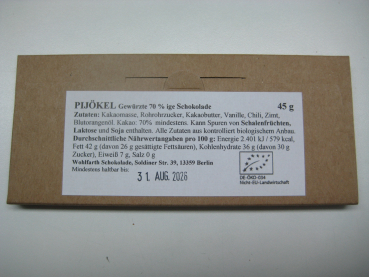 PIJÖKEL Gewürzte 70 % ige Schokolade 45 g
Zutaten: Kakaomasse, Rohrohrzucker, Kakaobutter, Vanille, Chili, Zimt,
Blutorangenöl. Kakao: 70% mindestens. Kann Spuren von Schalenfrüchten,
Laktose und Soja enthalten. Alle Zutaten aus kontrolliert biologischem Anbau.
Durchschnittliche Nährwertangaben pro 100 g: Energie 2.401 kJ / 579 kcal,
Fett 42 g (davon 26 g gesättigte Fettsäuren), Kohlenhydrate 36 g (davon 30 g
Zucker), Eiweiß 7 g, Salz 0 g
Wohlfarth Schokolade, Soldiner Str. 39, 13359 Berlin
Mindestens haltbar bis:
31. AUG. 2026
DE-ÖKO-034
Nicht-EU-Landwirtschaft